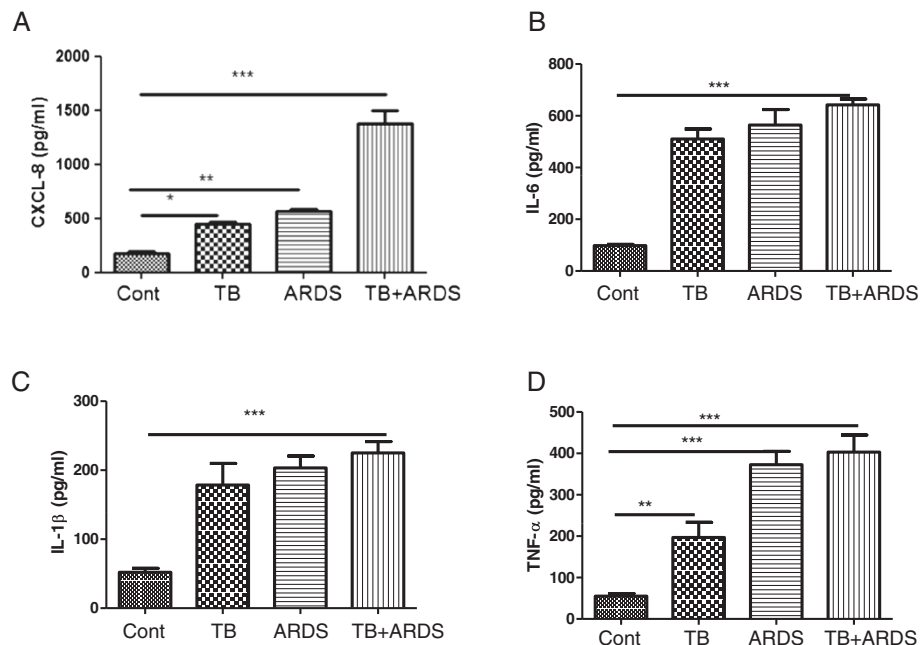 A
CXCL-8 (pg/ml)
2000
1500
1000
500
0
***
**
*
Cont TB ARDS TB+ARDS
B
IL-6 (pg/ml)
800
600
400
200
0
***
Cont TB ARDS TB+ARDS
C
IL-1β (pg/ml)
300
200
100
0
***
Cont TB ARDS TB+ARDS
D
TNF-α (pg/ml)
500
400
400
200
100
0
***
***
**
Cont TB ARDS TB+ARDS